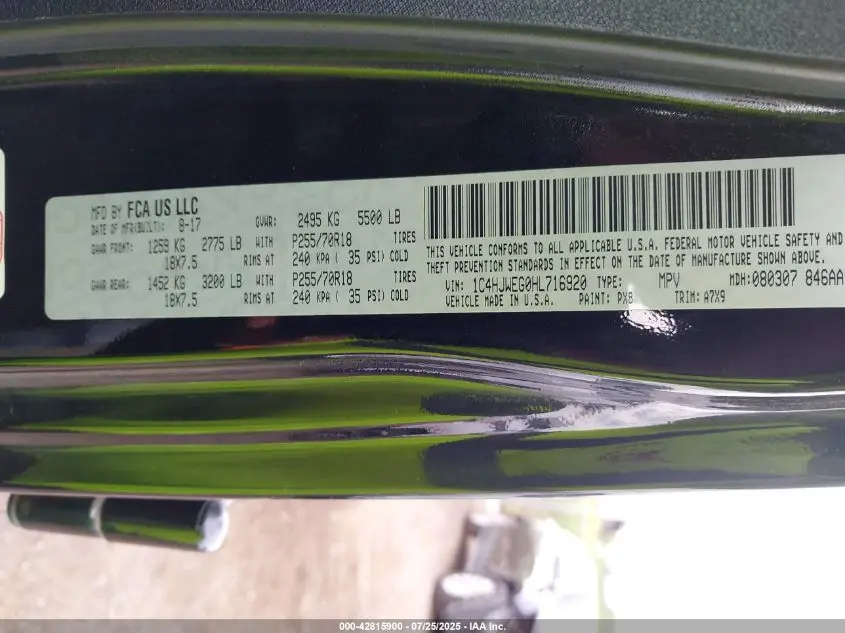 MFD BY FCA US LLC
DATE OF MFR(BUILT): 8-17 GVWR: 2495 KG 5500 LB
GAWR FRONT: 1259 KG 2775 LB WITH P255/70R18 TIRES
18X7.5 RIMS AT 240 KPA ( 35 PSI) COLD
GAWR REAR: 1452 KG 3200 LB WITH P255/70R18 TIRES
18X7.5 RIMS AT 240 KPA ( 35 PSI) COLD
THIS VEHICLE CONFORMS TO ALL APPLICABLE U.S.A. FEDERAL MOTOR VEHICLE SAFETY AND
THEFT PREVENTION STANDARDS IN EFFECT ON THE DATE OF MANUFACTURE SHOWN ABOVE.
VIN: 1C4HJWEG0HL716920 TYPE: MPV MDH: 080307 846AA
VEHICLE MADE IN U.S.A. PAINT: PX8 TRIM: A7X9
000-42815900 - 07/25/2025 - IAA Inc.